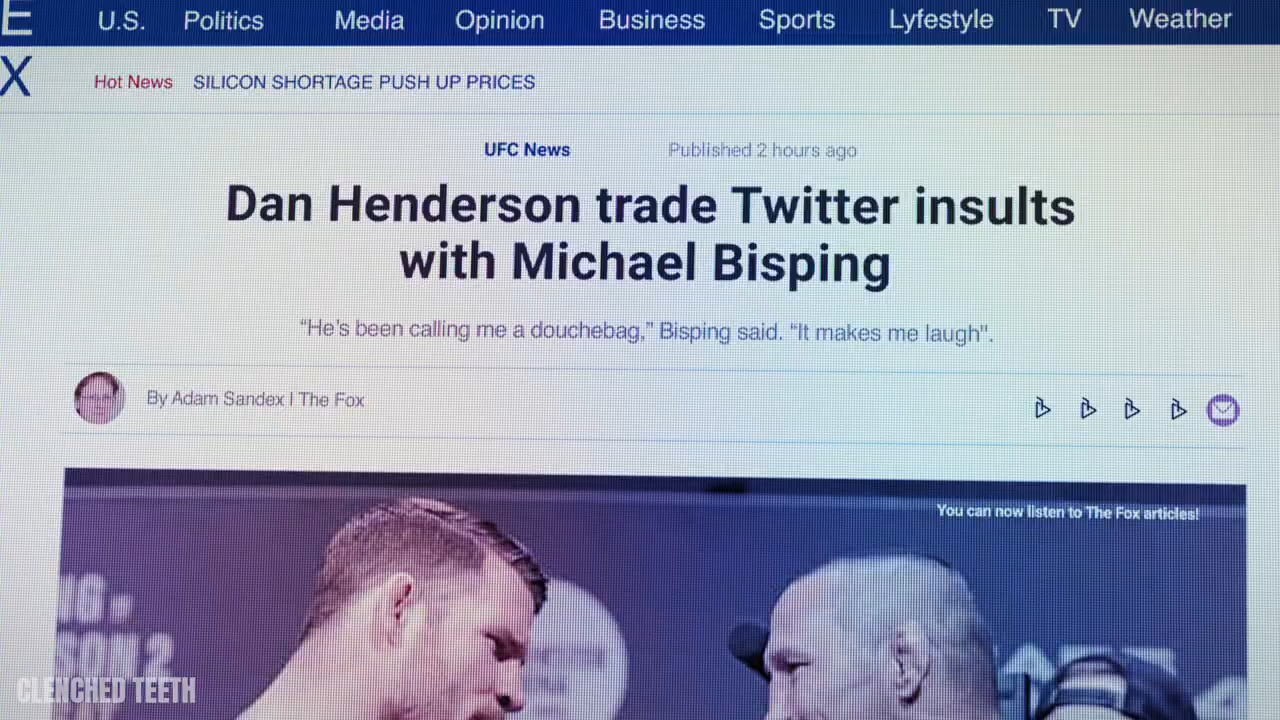 E U.S. Politics Media Opinion Business Sports Lyfestyle TV Weather
X Hot News SILICON SHORTAGE PUSH UP PRICES
UFC News Published 2 hours ago
Dan Henderson trade Twitter insults
with Michael Bisping
“He's been calling me a douchebag,” Bisping said. “It makes me laugh".
By Adam Sandex | The Fox
You can now listen to The Fox articles!
SON 2
CLENCHED TEETH